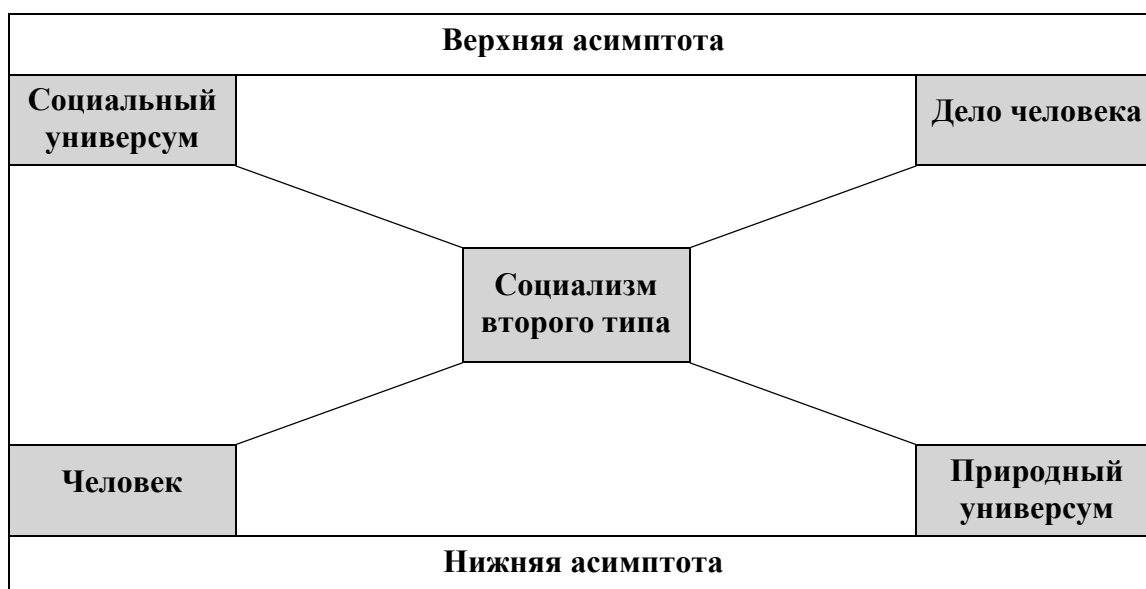 Верхняя асимптота
Социальный
универсум
Дело человека
Социализм
второго типа
Человек
Природный
универсум
Нижняя асимптота